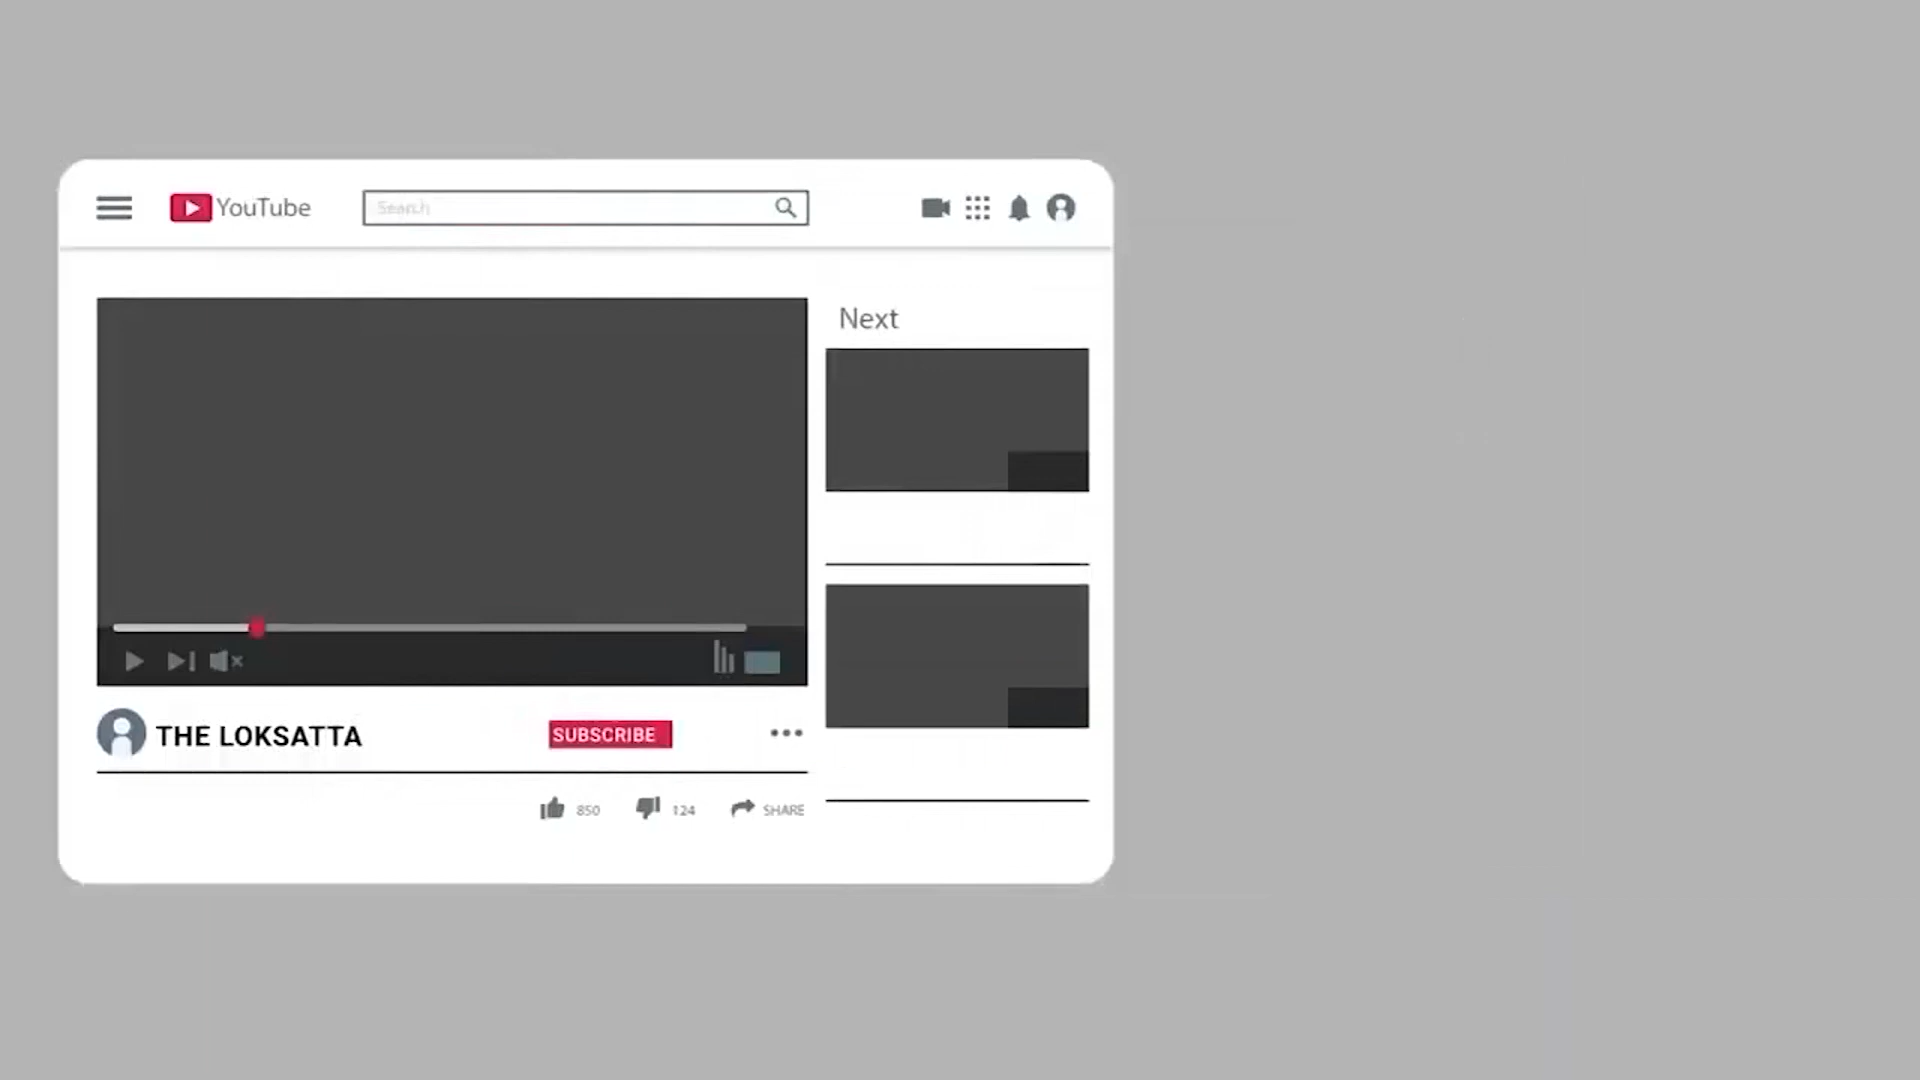 YouTube
Search
Next
THE LOKSATTA
SUBSCRIBE
850
124
SHARE